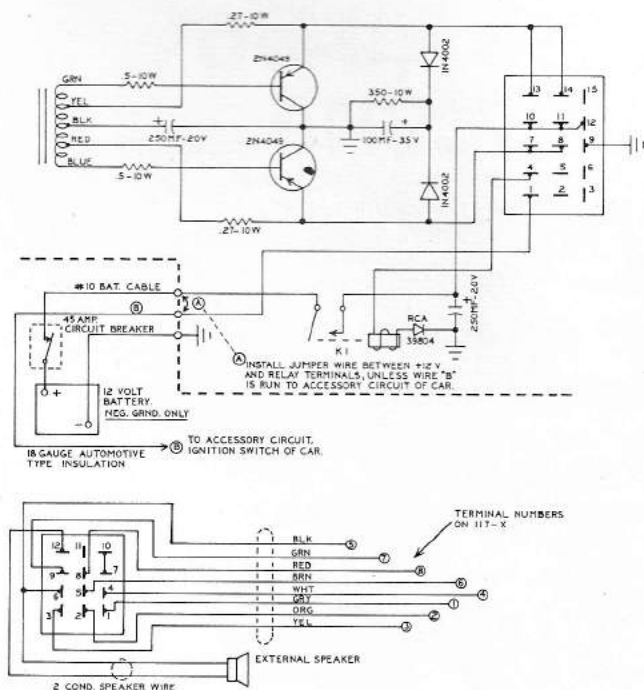 .27-10W
2N4048
IN4002
GRN
.5-10W
YEL
350-10W
BLK
250MF-20V
100MF-35V
RED
2N4049
BLUE
.5-10W
IN4002
.27-10W
13 14 15
10 11 12
7 8 9
4 5 6
1 2 3
#10 BAT. CABLE
A
B
45 AMP.
CIRCUIT BREAKER
250MF-20V
RCA
39804
K1
A INSTALL JUMPER WIRE BETWEEN +12V
AND RELAY TERMINALS, UNLESS WIRE "B"
IS RUN TO ACCESSORY CIRCUIT OF CAR.
12 VOLT
BATTERY.
NEG. GRND. ONLY
+
-
B TO ACCESSORY CIRCUIT,
IGNITION SWITCH OF CAR.
18 GAUGE AUTOMOTIVE
TYPE INSULATION
TERMINAL NUMBERS
ON 117-X
12 11 10
9 8 7
6 5 4
3 2 1
BLK 5
GRN 7
RED 8
BRN 6
WHT 4
GRY 1
ORG 2
YEL 3
EXTERNAL SPEAKER
2 COND. SPEAKER WIRE